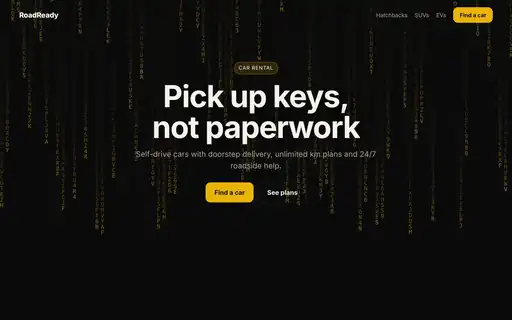 RoadReady
Hatchbacks SUVs EVs Find a car
CAR RENTAL
Pick up keys,
not paperwork
Self-drive cars with doorstep delivery, unlimited km plans and 24/7
roadside help.
Find a car See plans